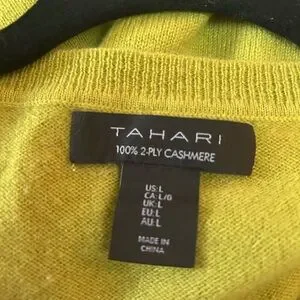 TAHARI
100% 2-PLY CASHMERE
US:L
CA:L/G
UK:L
EU:L
AU:L
MADE IN
CHINA